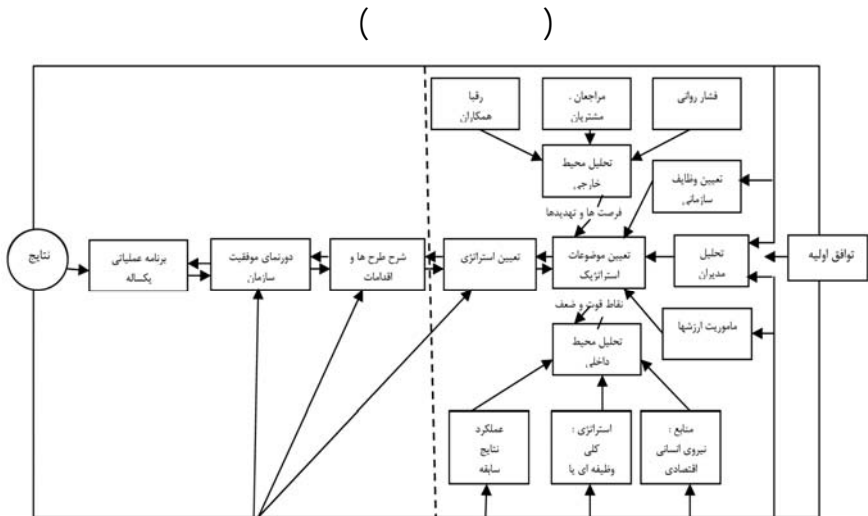 ( )
فشار روانی
مراجعان .
مشتریان
رقبا
همکاران
تحلیل محیط
خارجی
تعیین وظایف
سازمانی
فرصت ها و تهدیدها
توافق اولیه
تحلیل
مدیران
تعیین موضوعات
استراتژیک
تعیین استراتژی
شرح طرح ها و
اقدامات
دورنمای موفقیت
سازمان
برنامه عملیاتی
یکساله
نتایج
نقاط قوت و ضعف
ماموریت ارزشها
تحلیل محیط
داخلی
منابع :
نیروی انسانی
اقتصادی
استراتژی :
کلی
وظیفه ای یا
عملکرد
نتایج
سابقه